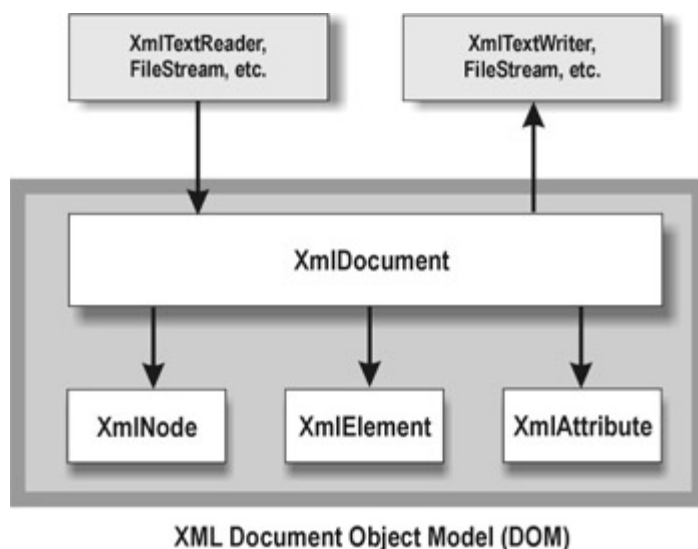 XmlTextReader,
FileStream, etc.
XmlTextWriter,
FileStream, etc.
XmlDocument
XmlNode
XmlElement
XmlAttribute
XML Document Object Model (DOM)